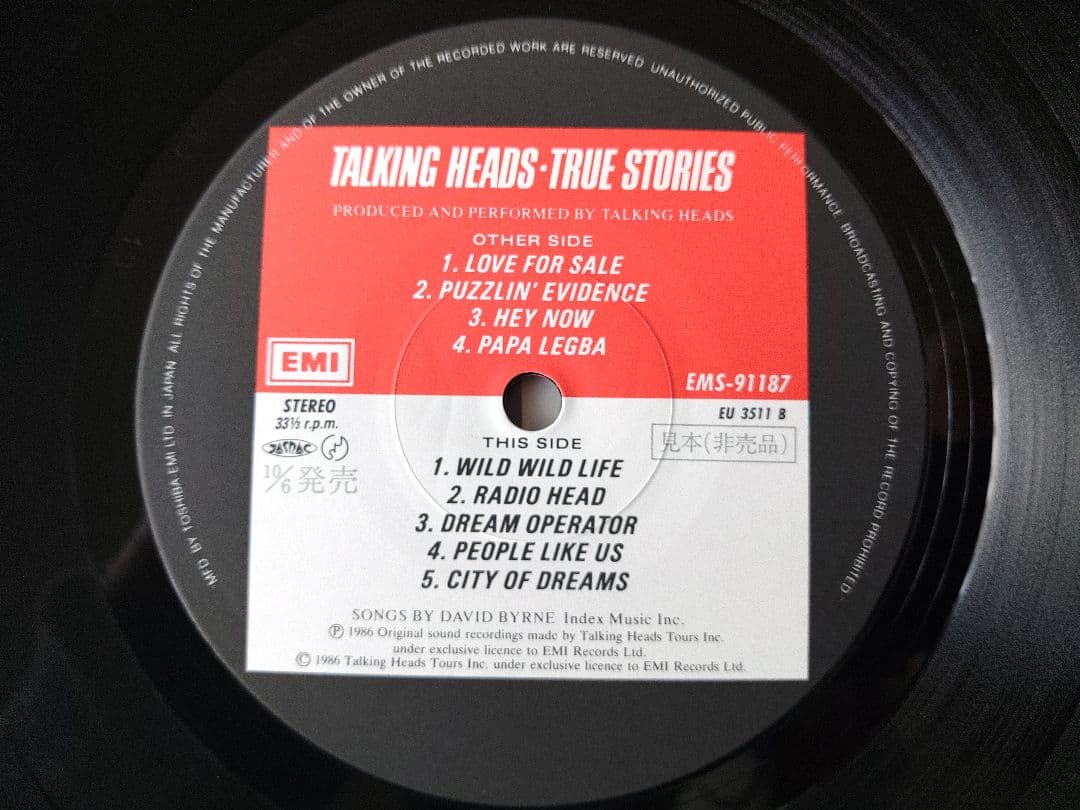 MFD BY TOSHIBA EMI LTD IN JAPAN ALL RIGHTS OF THE MANUFACTURER AND OF THE OWNER OF THE RECORDED WORK ARE RESERVED UNAUTHORIZED PUBLIC PERFORMANCE BROADCASTING AND COPYING OF THE RECORD PROHIBITED
TALKING HEADS·TRUE STORIES
PRODUCED AND PERFORMED BY TALKING HEADS
OTHER SIDE
1. LOVE FOR SALE
2. PUZZLIN' EVIDENCE
3. HEY NOW
4. PAPA LEGBA
EMI
EMS-91187
STEREO
33⅓ r.p.m.
EU 3511 B
JASRAC
見本(非売品)
10/6 発売
THIS SIDE
1. WILD WILD LIFE
2. RADIO HEAD
3. DREAM OPERATOR
4. PEOPLE LIKE US
5. CITY OF DREAMS
SONGS BY DAVID BYRNE Index Music Inc.
Ⓟ 1986 Original sound recordings made by Talking Heads Tours Inc.
under exclusive licence to EMI Records Ltd.
© 1986 Talking Heads Tours Inc. under exclusive licence to EMI Records Ltd.